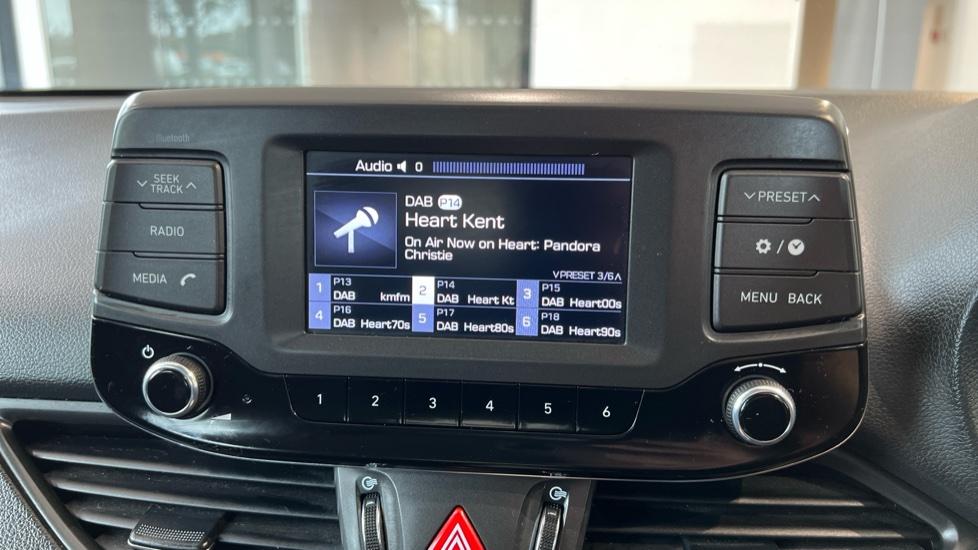 Bluetooth
SEEK
TRACK
RADIO
MEDIA
Audio 0
DAB P14
Heart Kent
On Air Now on Heart: Pandora
Christie
PRESET 3/6
1 P13 DAB kmfm
2 P14 DAB Heart Kt
3 P15 DAB Heart00s
4 P16 DAB Heart70s
5 P17 DAB Heart80s
6 P18 DAB Heart90s
PRESET
/
MENU BACK
1 2 3 4 5 6